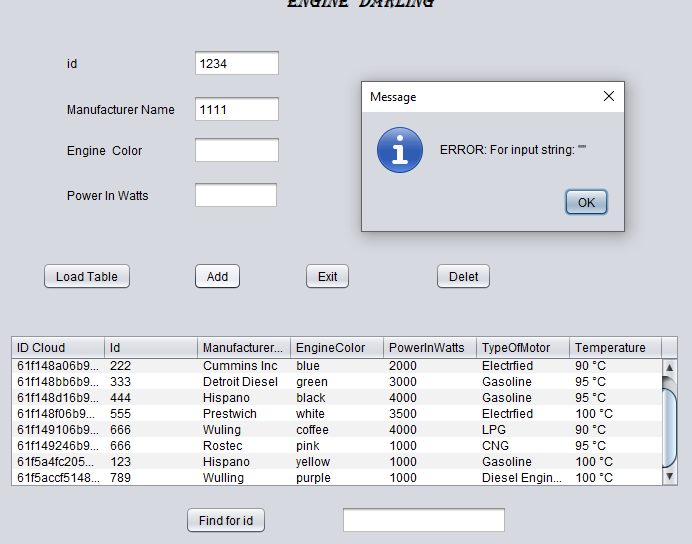 ENGINE DARLING
id 1234
Message
Manufacturer Name 1111
ERROR: For input string: ""
Engine Color
Power In Watts
OK
Load Table Add Exit Delet
ID Cloud Id Manufacturer... EngineColor PowerInWatts TypeOfMotor Temperature
61f148a06b9... 222 Cummins Inc blue 2000 Electrfied 90 °C
61f148bb6b9... 333 Detroit Diesel green 3000 Gasoline 95 °C
61f148d16b9... 444 Hispano black 4000 Gasoline 95 °C
61f148f06b9... 555 Prestwich white 3500 Electrfied 100 °C
61f149106b9... 666 Wuling coffee 4000 LPG 90 °C
61f149246b9... 666 Rostec pink 1000 CNG 95 °C
61f5a4fc205... 123 Hispano yellow 1000 Gasoline 100 °C
61f5accf5148... 789 Wulling purple 1000 Diesel Engin... 100 °C
Find for id